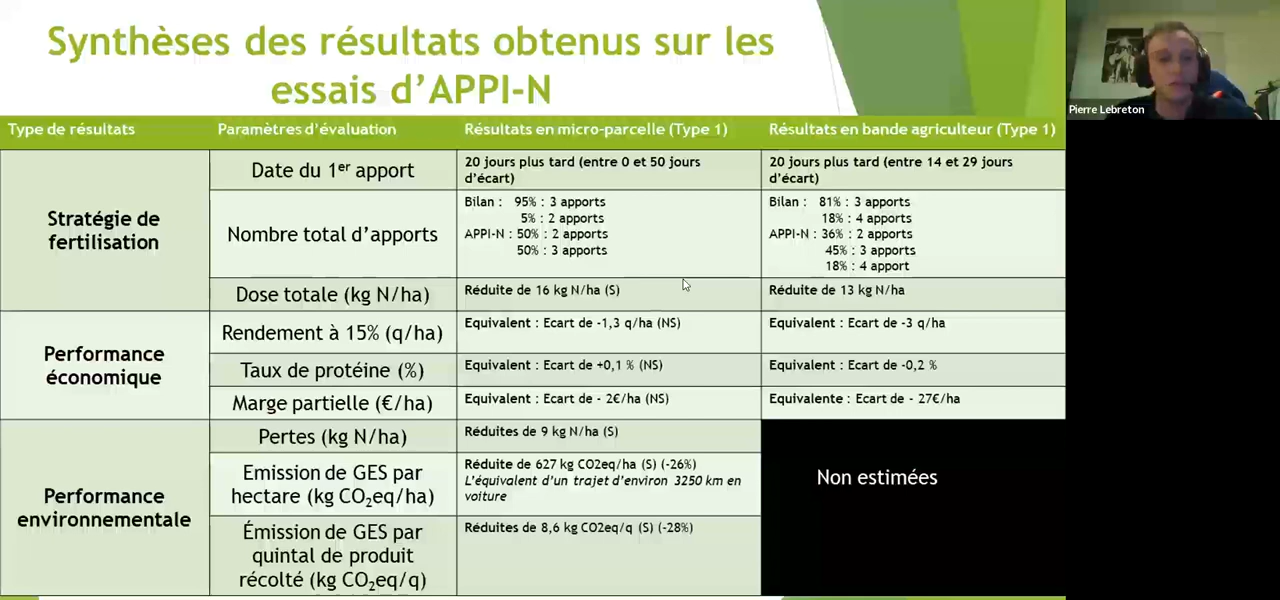 Synthèses des résultats obtenus sur les
essais d'APPI-N
Pierre Lebreton
Type de résultats
Paramètres d'évaluation
Résultats en micro-parcelle (Type 1)
Résultats en bande agriculteur (Type 1)
Stratégie de
fertilisation
Date du 1er apport
20 jours plus tard (entre 0 et 50 jours
d'écart)
20 jours plus tard (entre 14 et 29 jours
d'écart)
Nombre total d'apports
Bilan : 95% : 3 apports
5% : 2 apports
APPI-N : 50% : 2 apports
50% : 3 apports
Bilan : 81% : 3 apports
18% : 4 apports
APPI-N : 36% : 2 apports
45% : 3 apports
18% : 4 apport
Dose totale (kg N/ha)
Réduite de 16 kg N/ha (S)
Réduite de 13 kg N/ha
Performance
économique
Rendement à 15% (q/ha)
Equivalent : Ecart de -1,3 q/ha (NS)
Equivalent : Ecart de -3 q/ha
Taux de protéine (%)
Equivalent : Ecart de +0,1 % (NS)
Equivalent : Ecart de -0,2 %
Marge partielle (€/ha)
Equivalent : Ecart de - 2€/ha (NS)
Equivalente : Ecart de - 27€/ha
Performance
environnementale
Pertes (kg N/ha)
Réduites de 9 kg N/ha (S)
Non estimées
Emission de GES par
hectare (kg CO2eq/ha)
Réduite de 627 kg CO2eq/ha (S) (-26%)
L'équivalent d'un trajet d'environ 3250 km en
voiture
Émission de GES par
quintal de produit
récolté (kg CO2eq/q)
Réduites de 8,6 kg CO2eq/q (S) (-28%)